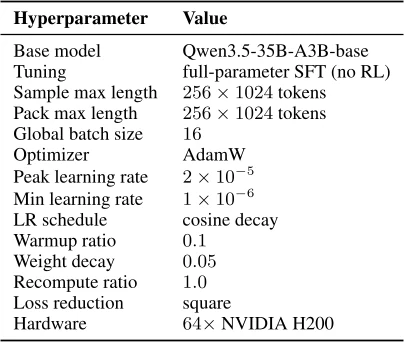 Hyperparameter Value
Base model Qwen3.5-35B-A3B-base
Tuning full-parameter SFT (no RL)
Sample max length 256 × 1024 tokens
Pack max length 256 × 1024 tokens
Global batch size 16
Optimizer AdamW
Peak learning rate 2 × 10⁻⁵
Min learning rate 1 × 10⁻⁶
LR schedule cosine decay
Warmup ratio 0.1
Weight decay 0.05
Recompute ratio 1.0
Loss reduction square
Hardware 64× NVIDIA H200